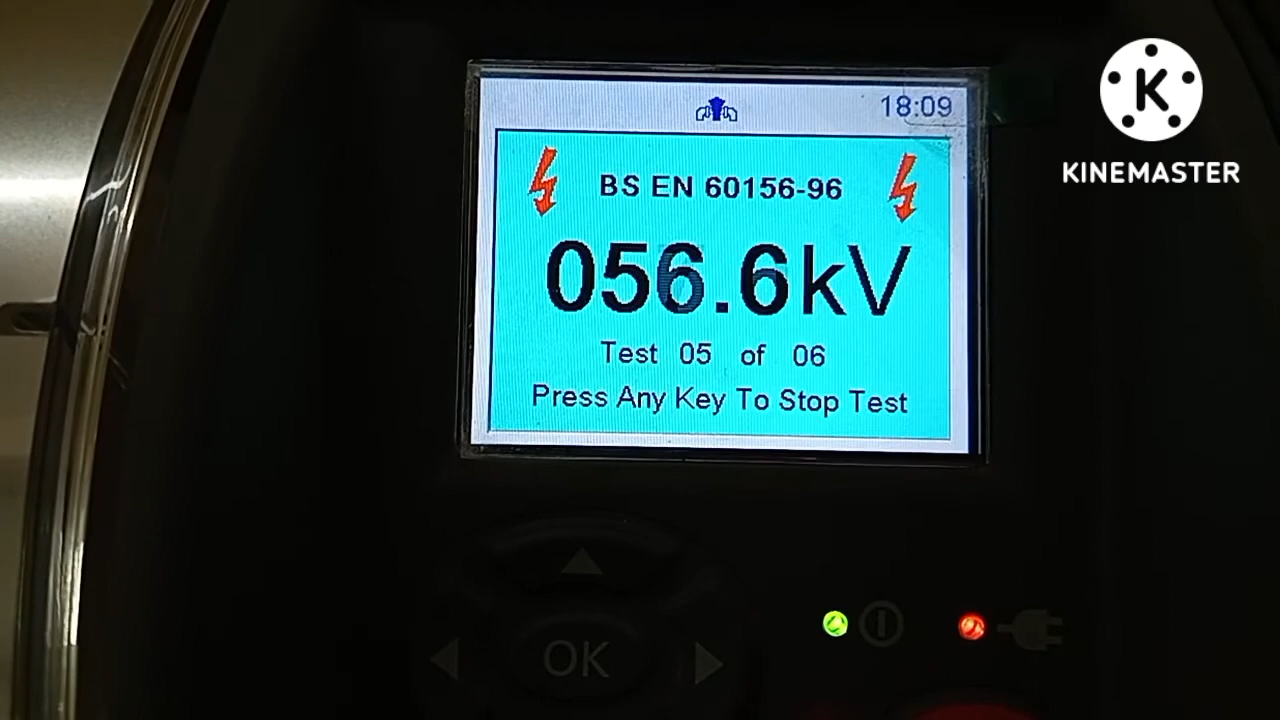 18:09
BS EN 60156-96
056.6kV
Test 05 of 06
Press Any Key To Stop Test
OK
K
KINEMASTER